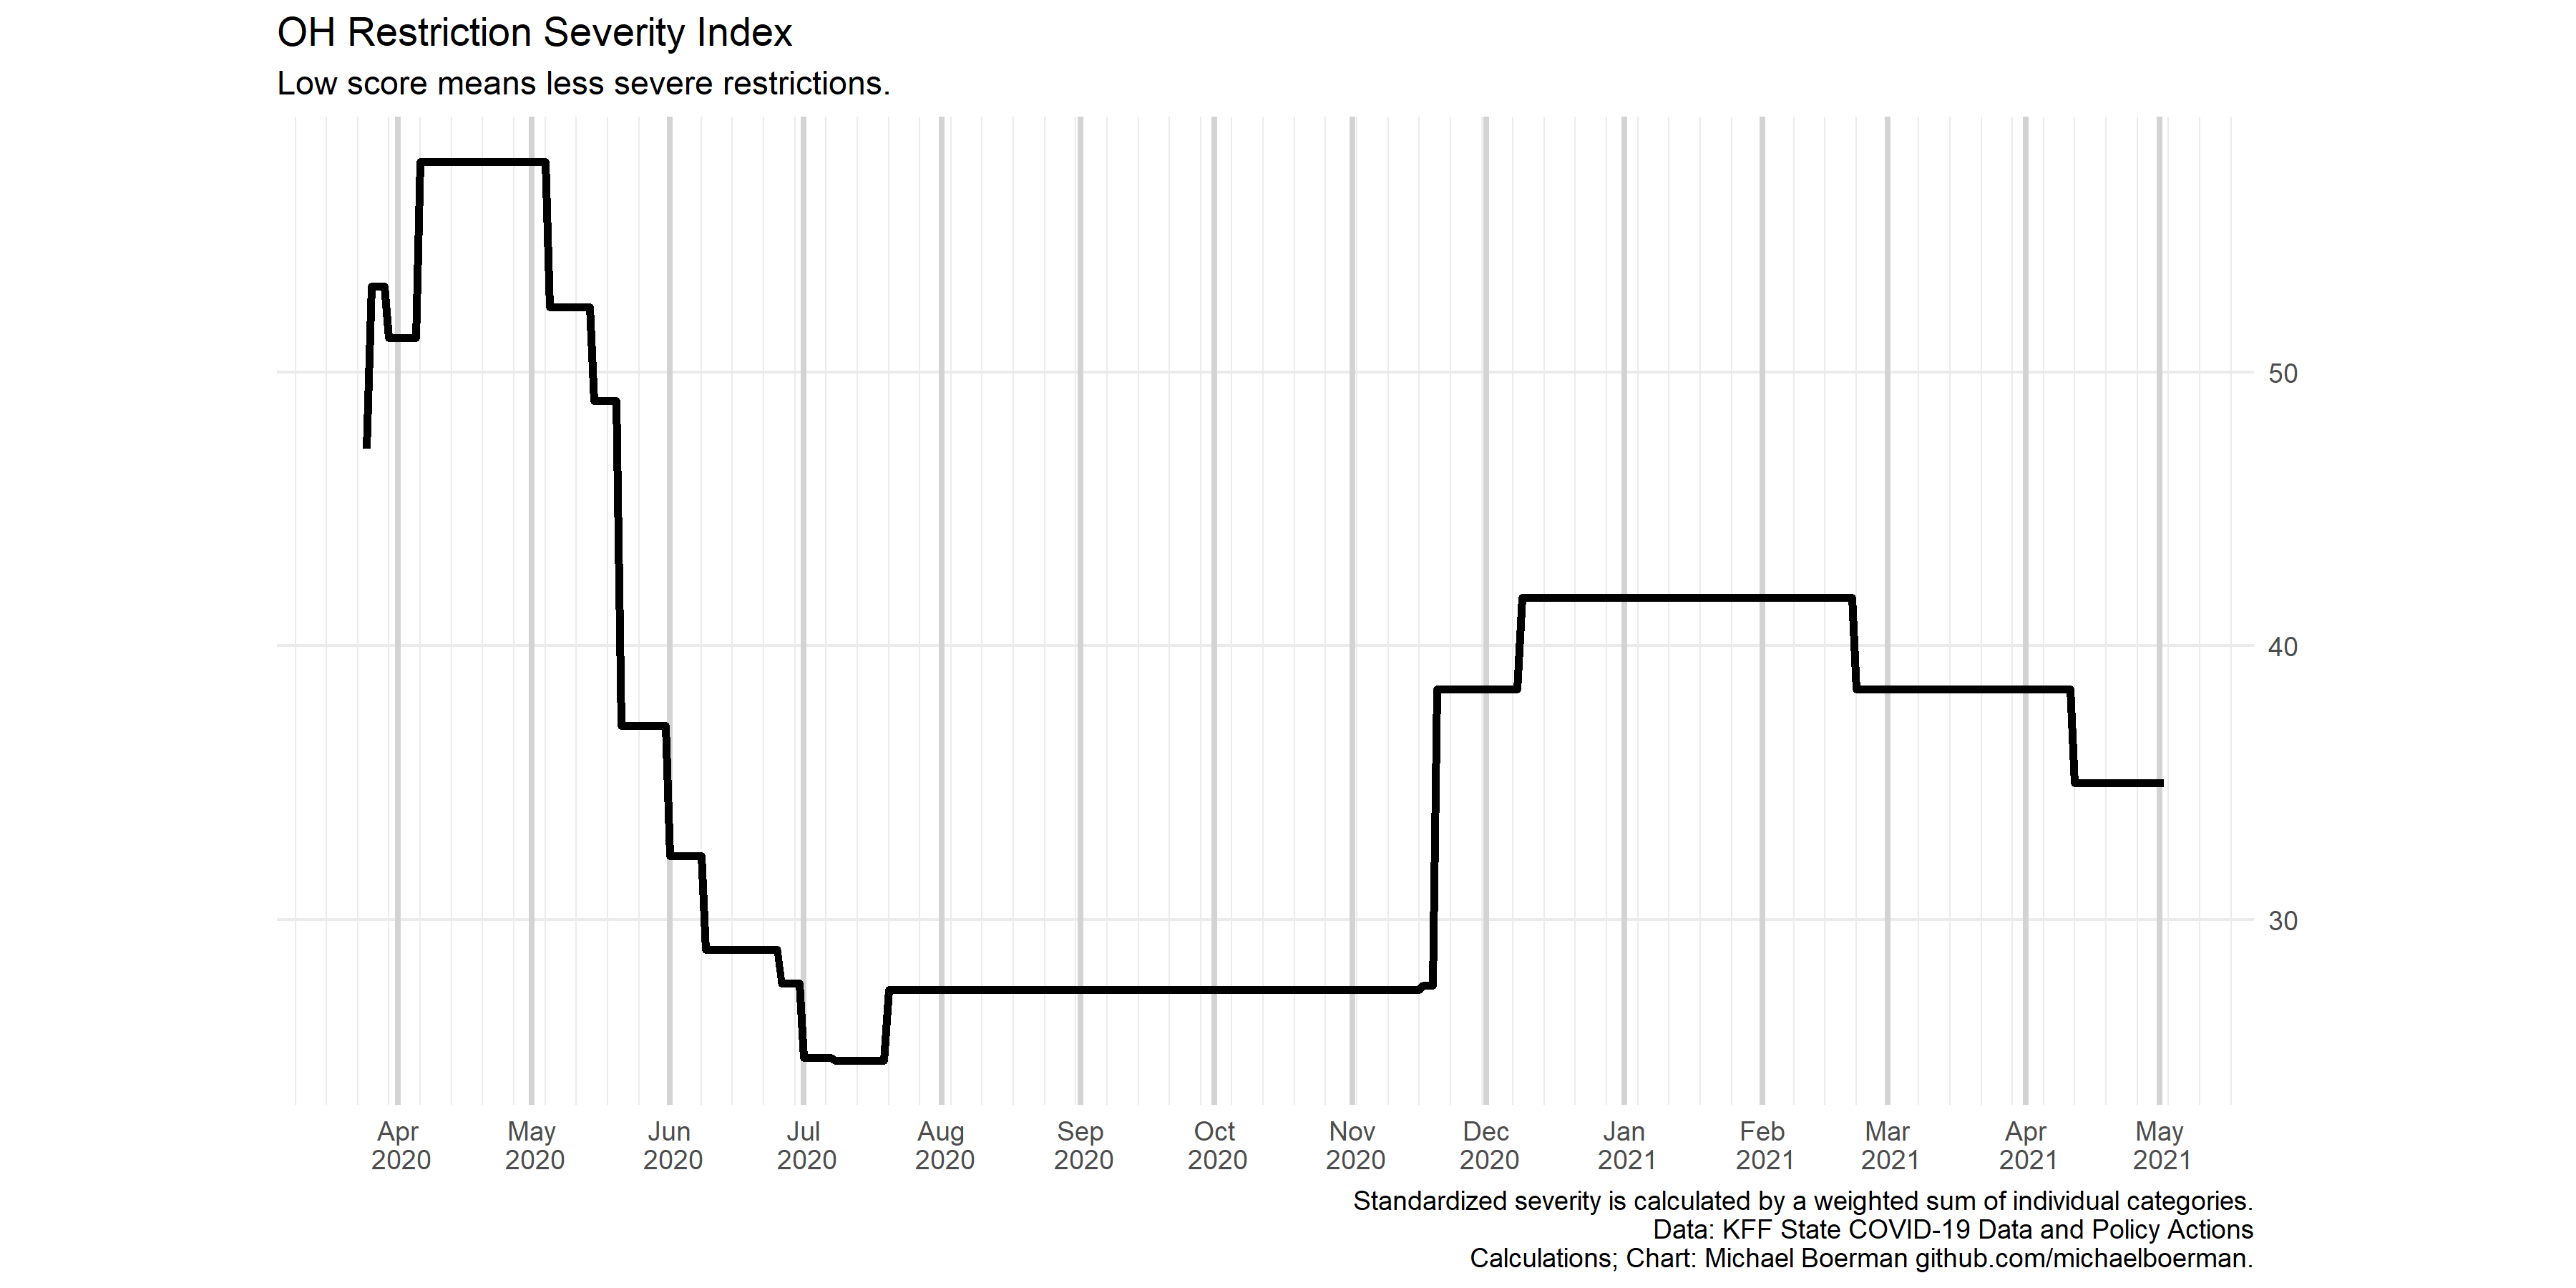 OH Restriction Severity Index
Low score means less severe restrictions.
50
40
30
Apr May Jun Jul Aug Sep Oct Nov Dec Jan Feb Mar Apr May
2020 2020 2020 2020 2020 2020 2020 2020 2020 2021 2021 2021 2021 2021
Standardized severity is calculated by a weighted sum of individual categories.
Data: KFF State COVID-19 Data and Policy Actions
Calculations; Chart: Michael Boerman github.com/michaelboerman.